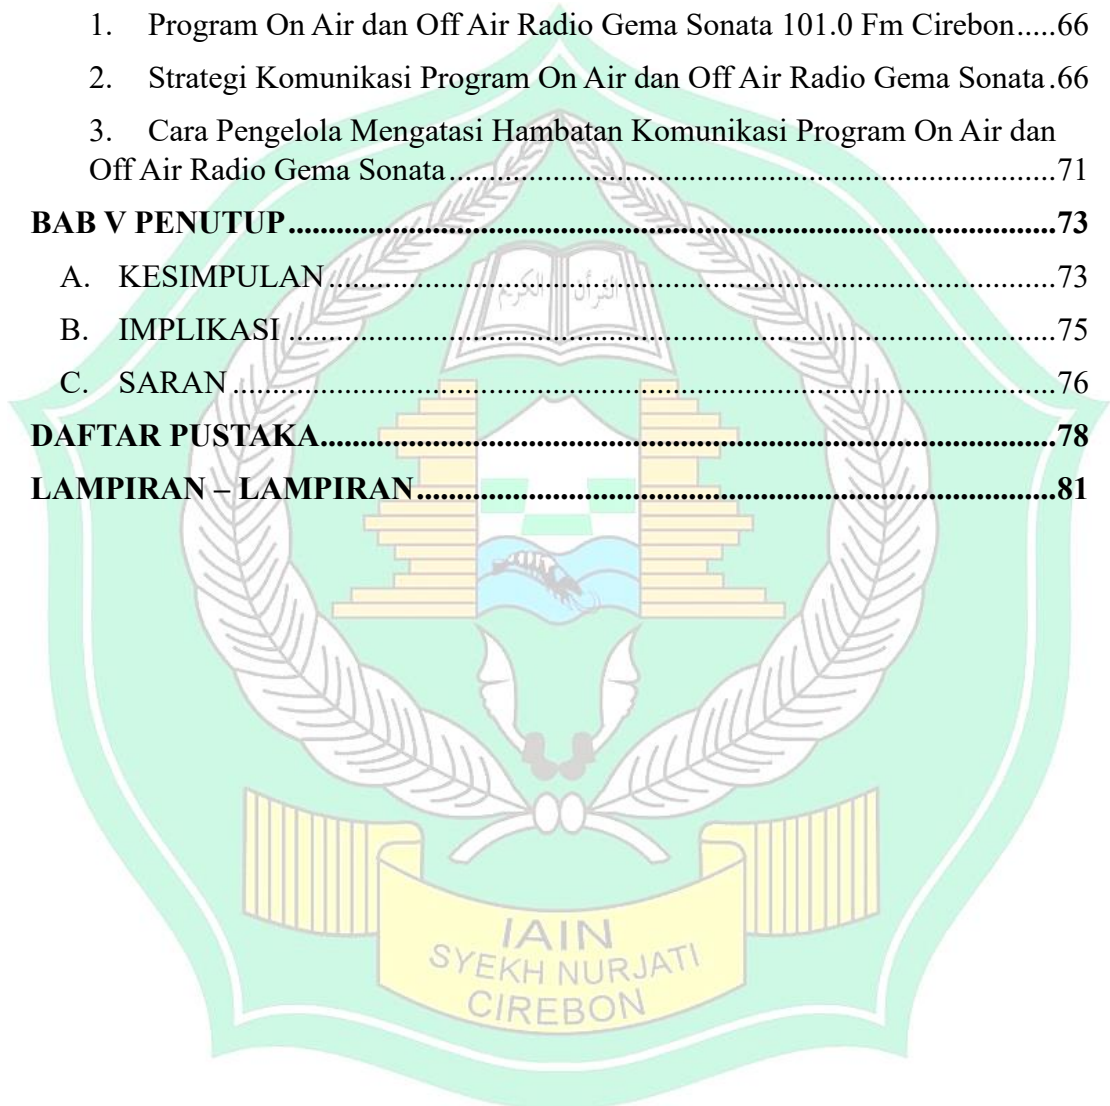 1. Program On Air dan Off Air Radio Gema Sonata 101.0 Fm Cirebon.....66
2. Strategi Komunikasi Program On Air dan Off Air Radio Gema Sonata.66
3. Cara Pengelola Mengatasi Hambatan Komunikasi Program On Air dan
Off Air Radio Gema Sonata..............................................................................71
BAB V PENUTUP................................................................................................73
A. KESIMPULAN............................................................................................73
B. IMPLIKASI.................................................................................................75
C. SARAN........................................................................................................76
DAFTAR PUSTAKA............................................................................................78
LAMPIRAN – LAMPIRAN................................................................................81
القرآن الكريم
IAIN
SYEKH NURJATI
CIREBON